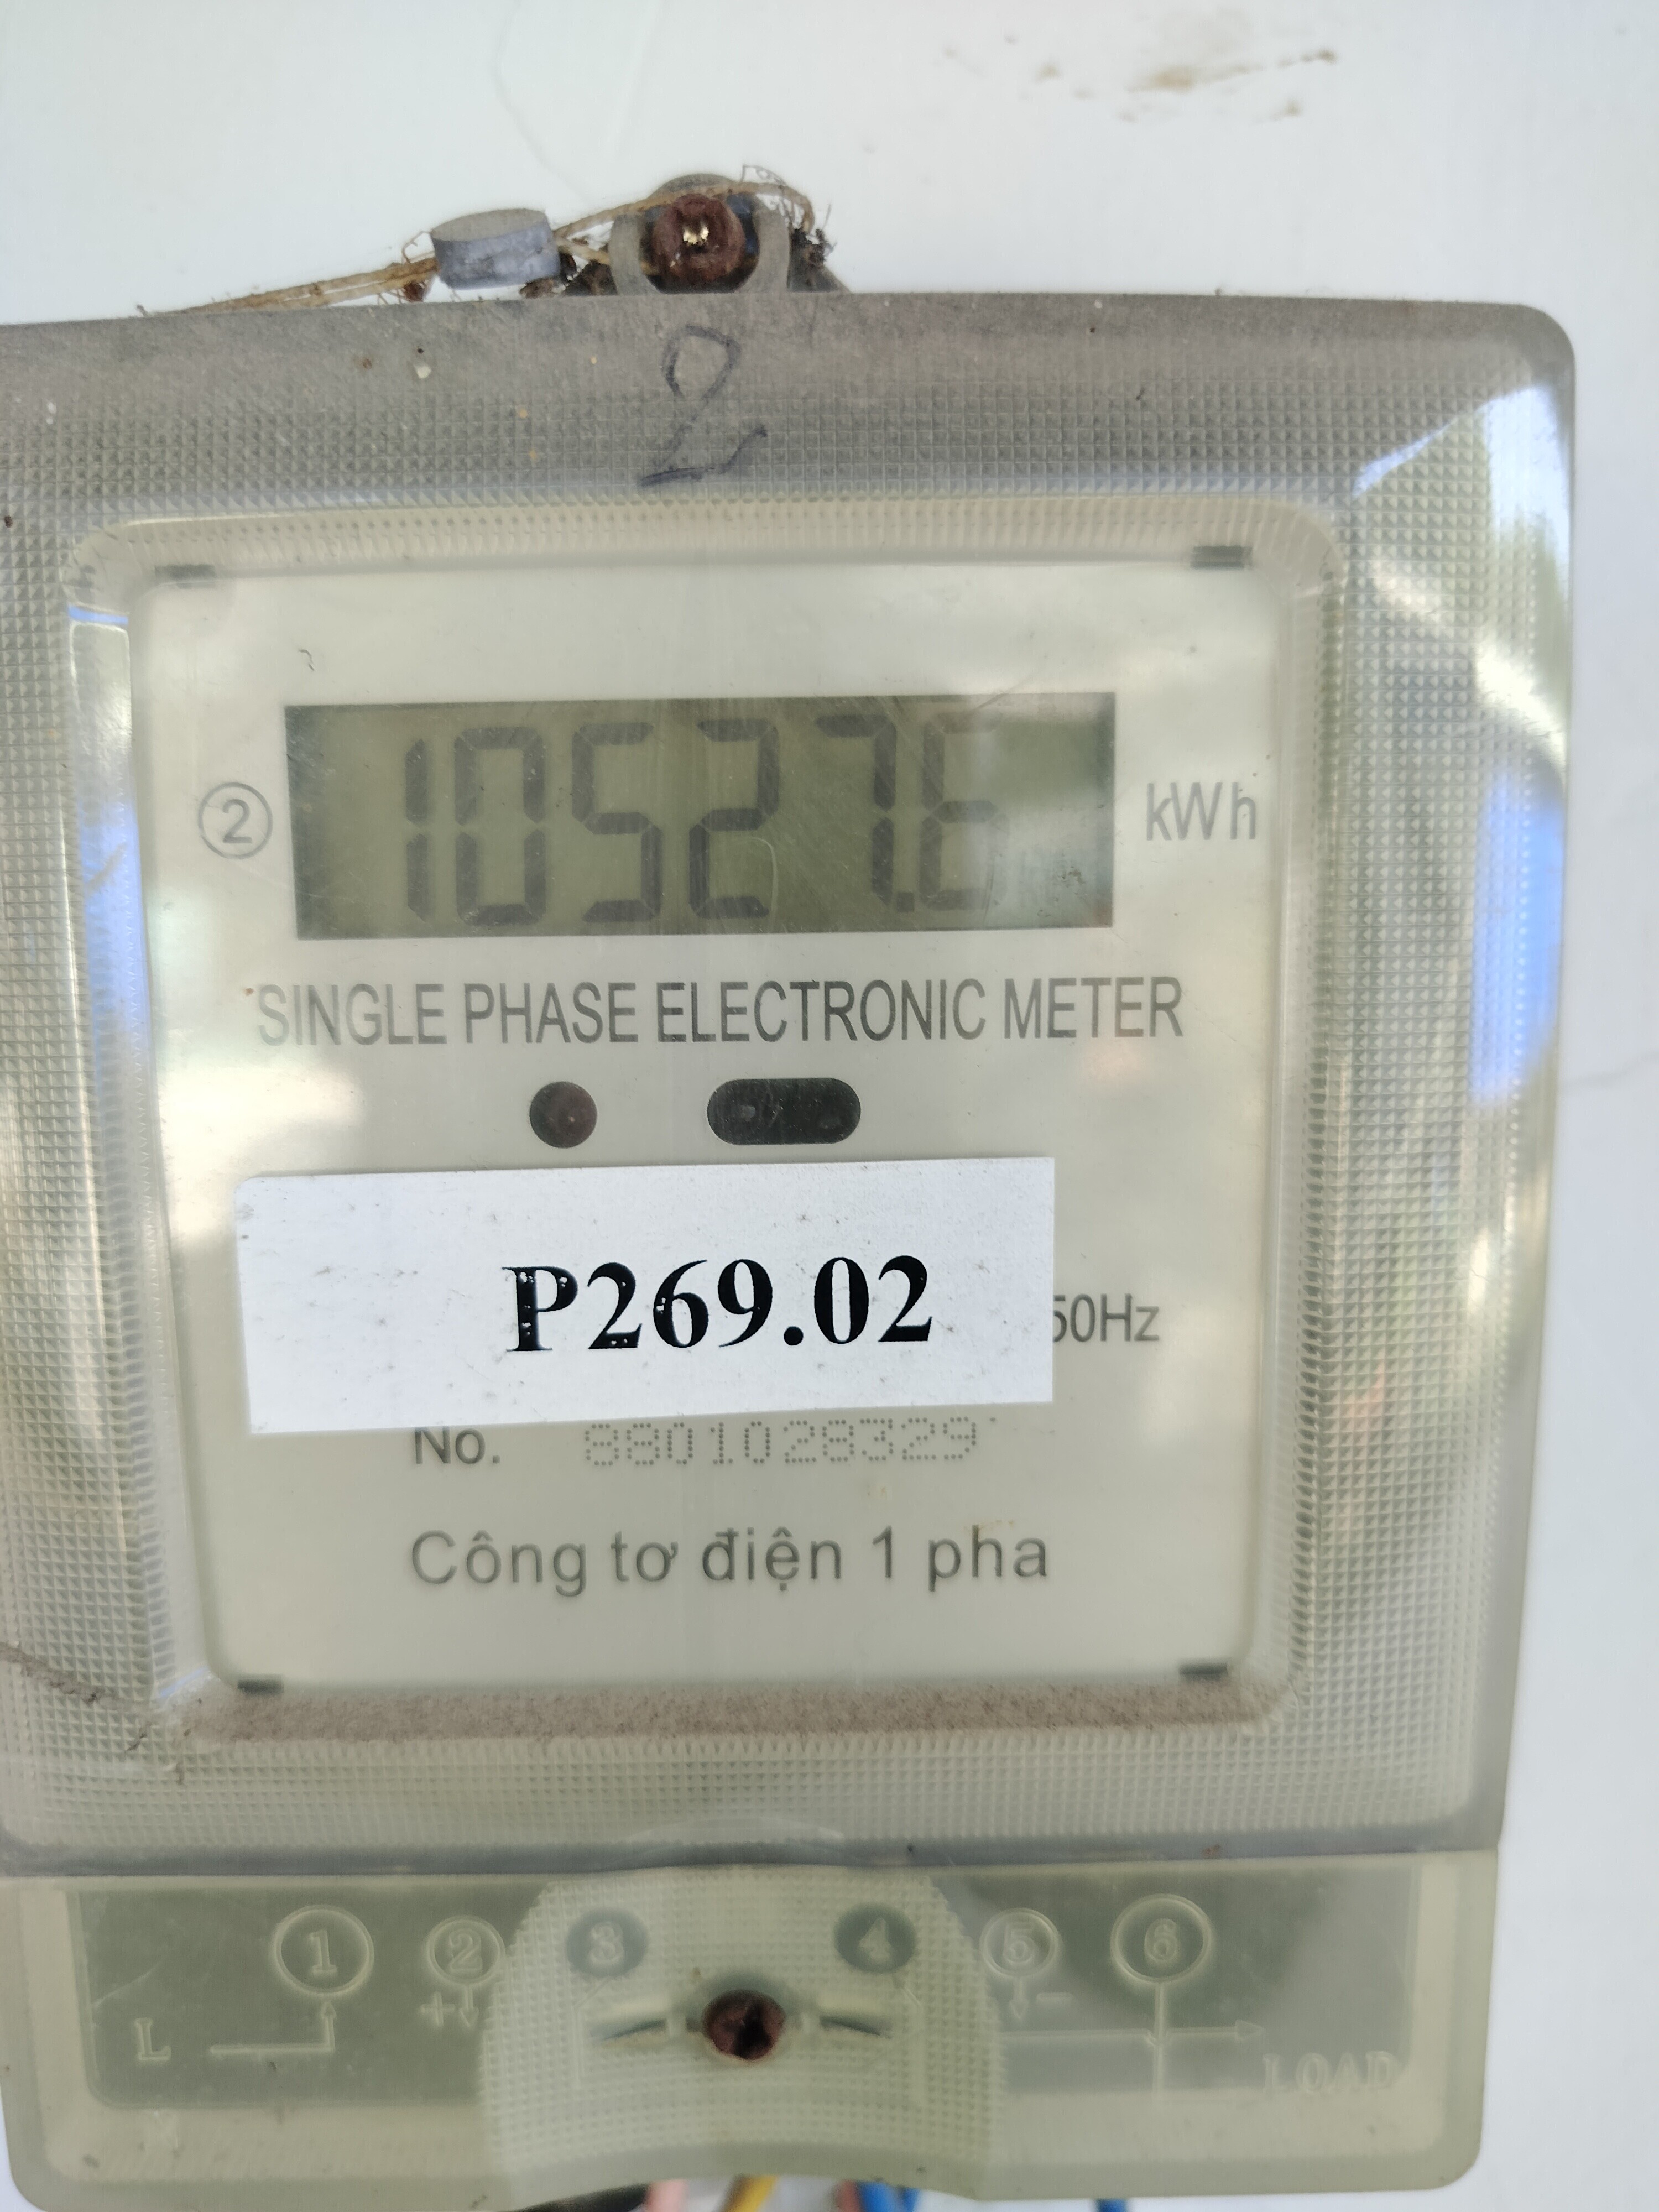 2
② 10527.6 kWh
SINGLE PHASE ELECTRONIC METER
P269.02
50Hz
No. 8801028329
Công tơ điện 1 pha
1 2 3 4 5 6
+ -
L
LOAD